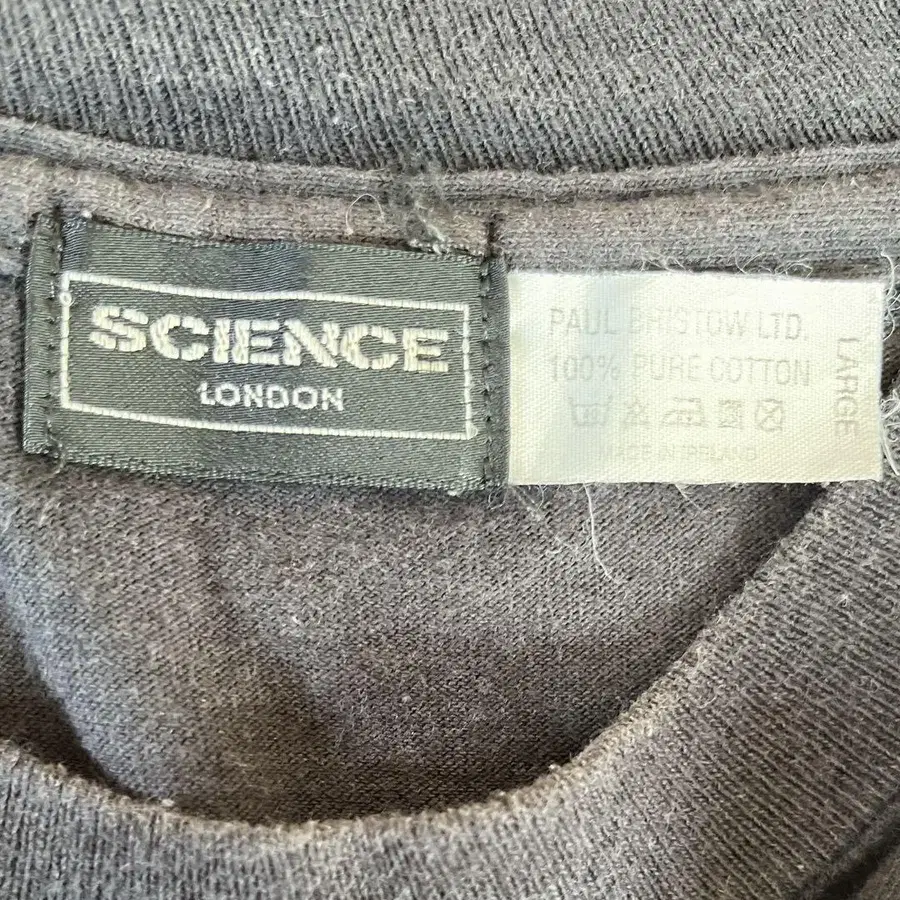 SCIENCE
LONDON
PAUL BRISTOW LTD.
100% PURE COTTON
MADE IN IRELAND
LARGE